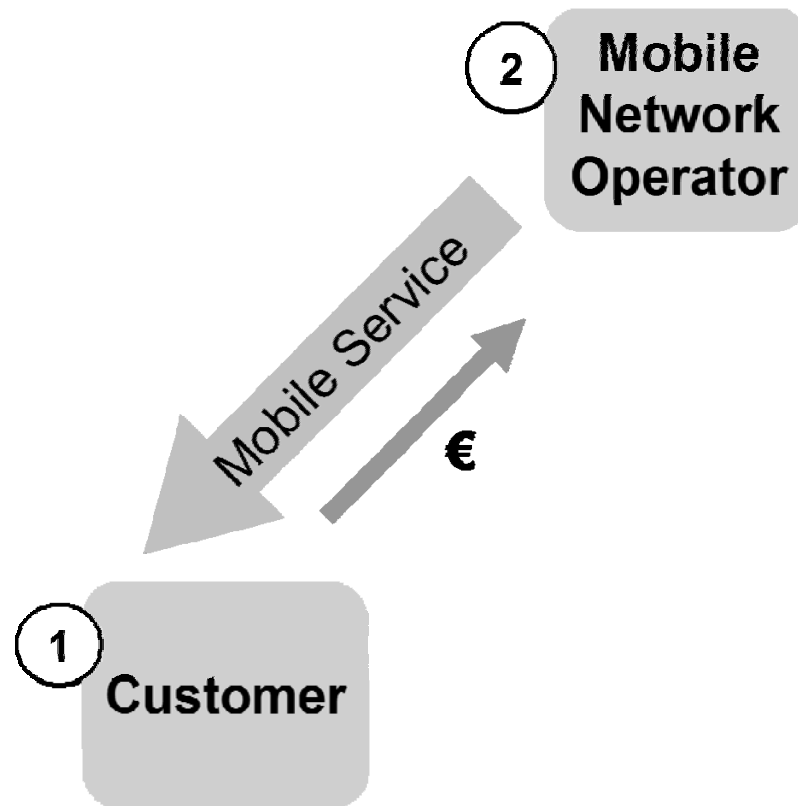 2
Mobile
Network
Operator
Mobile Service
€
1
Customer